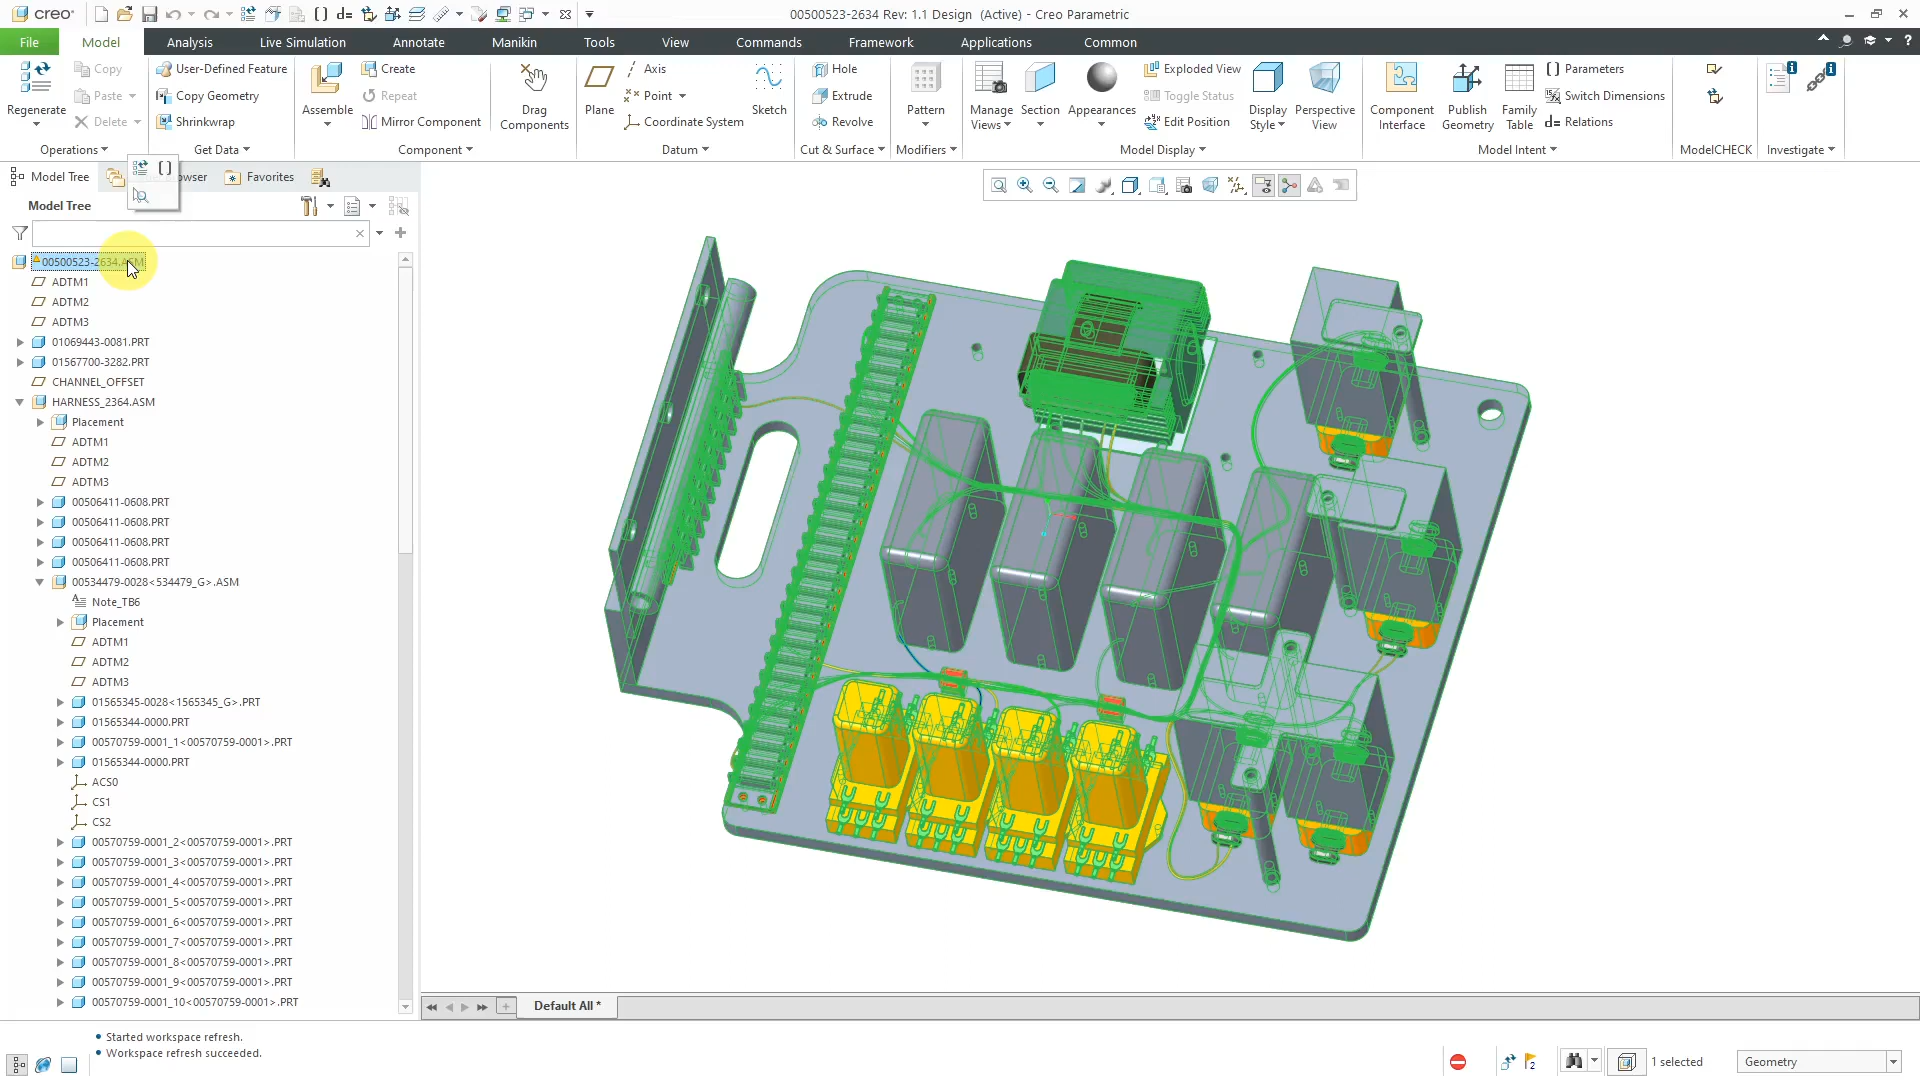 creo®
00500523-2634 Rev: 1.1 Design (Active) - Creo Parametric
File
Model
Analysis
Live Simulation
Annotate
Manikin
Tools
View
Commands
Framework
Applications
Common
Regenerate
Copy
Paste
Delete
Operations
User-Defined Feature
Copy Geometry
Shrinkwrap
Get Data
Assemble
Create
Repeat
Mirror Component
Component
Drag
Components
Plane
Axis
Point
Coordinate System
Sketch
Datum
Hole
Extrude
Revolve
Cut & Surface
Pattern
Modifiers
Manage
Views
Section
Appearances
Exploded View
Toggle Status
Edit Position
Display
Style
Perspective
View
Model Display
Component
Interface
Publish
Geometry
Family
Table
Parameters
Switch Dimensions
d= Relations
Model Intent
ModelCHECK
Investigate
Model Tree
owser
Favorites
Model Tree
00500523-2634.ASM
ADTM1
ADTM2
ADTM3
01069443-0081.PRT
01567700-3282.PRT
CHANNEL_OFFSET
HARNESS_2364.ASM
Placement
ADTM1
ADTM2
ADTM3
00506411-0608.PRT
00506411-0608.PRT
00506411-0608.PRT
00506411-0608.PRT
00534479-0028<534479_G>.ASM
Note_TB6
Placement
ADTM1
ADTM2
ADTM3
01565345-0028<1565345_G>.PRT
01565344-0000.PRT
00570759-0001_1<00570759-0001>.PRT
01565344-0000.PRT
ACS0
CS1
CS2
00570759-0001_2<00570759-0001>.PRT
00570759-0001_3<00570759-0001>.PRT
00570759-0001_4<00570759-0001>.PRT
00570759-0001_5<00570759-0001>.PRT
00570759-0001_6<00570759-0001>.PRT
00570759-0001_7<00570759-0001>.PRT
00570759-0001_8<00570759-0001>.PRT
00570759-0001_9<00570759-0001>.PRT
00570759-0001_10<00570759-0001>.PRT
Default All *
• Started workspace refresh.
• Workspace refresh succeeded.
2
1 selected
Geometry